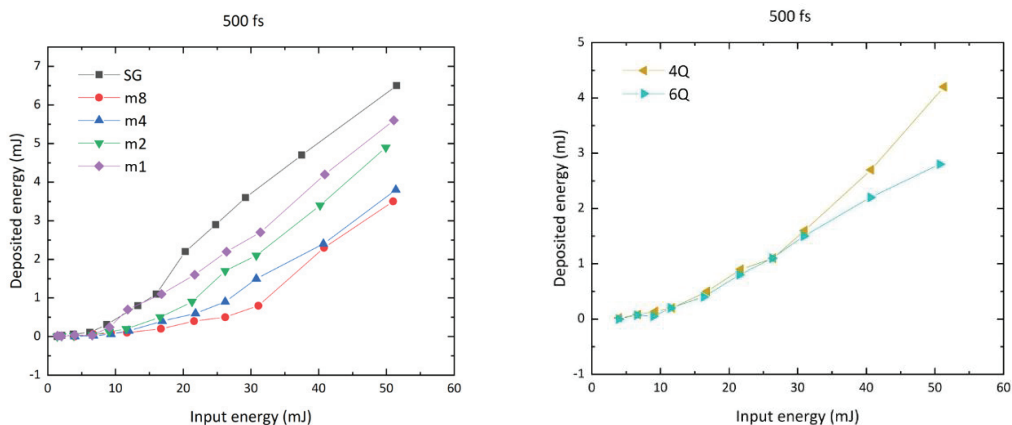 500 fs
7
6
5
4
3
2
1
0
-1
SG
m8
m4
m2
m1
Deposited energy (mJ)
0 10 20 30 40 50 60
Input energy (mJ)
500 fs
5
4
3
2
1
0
-1
4Q
6Q
Deposited energy (mJ)
0 10 20 30 40 50 60
Input energy (mJ)